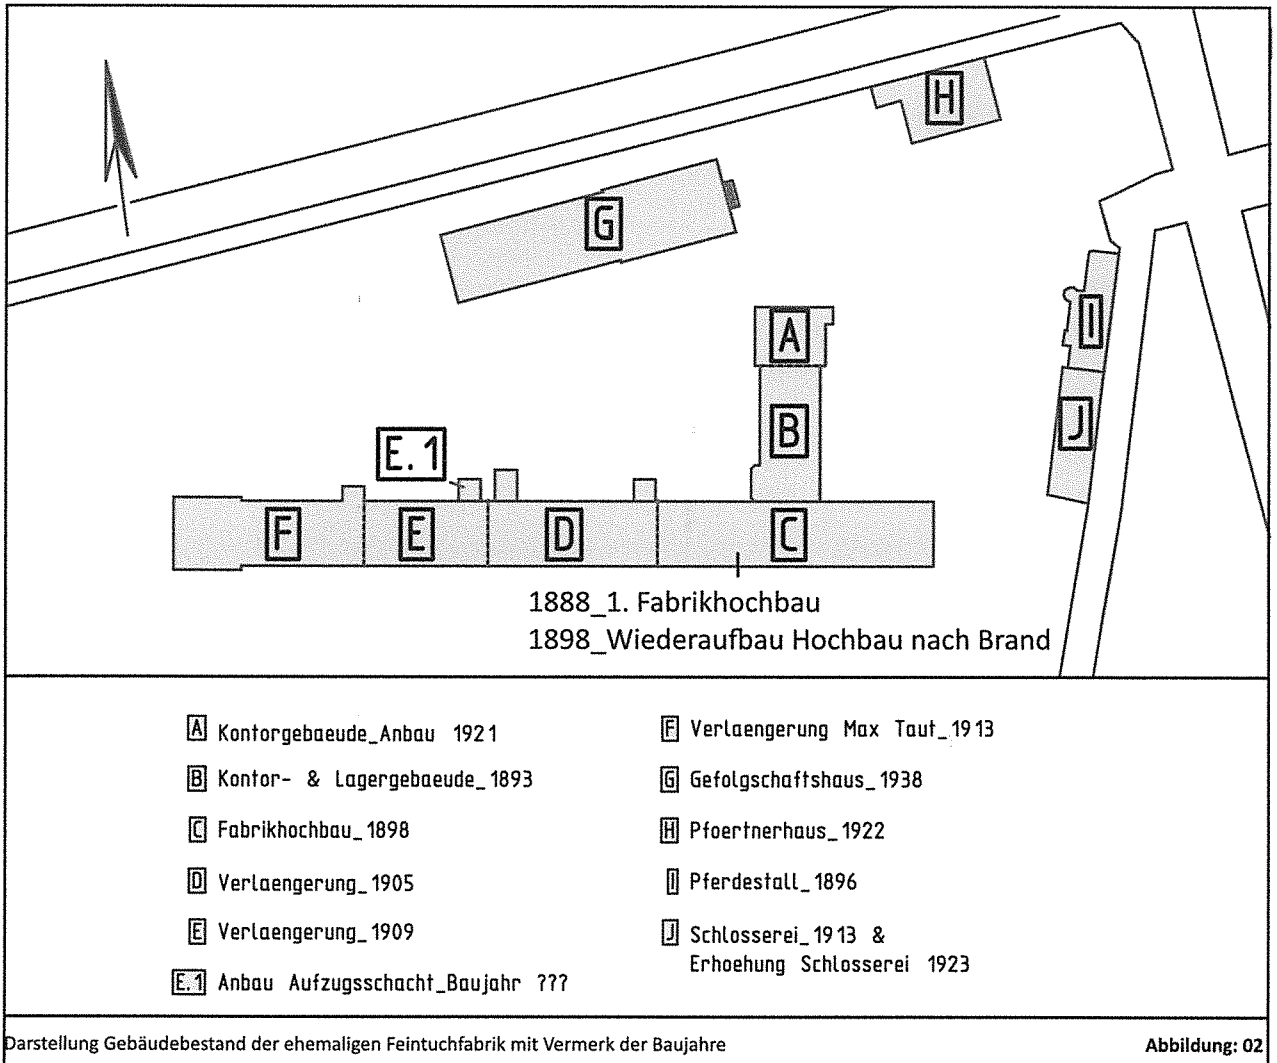 H
G
A
I
B
J
E.1
F
E
D
C
1888_1. Fabrikhochbau
1898_Wiederaufbau Hochbau nach Brand
A Kontorgebaeude_Anbau 1921
B Kontor- & Lagergebaeude_1893
C Fabrikhochbau_1898
D Verlaengerung_1905
E Verlaengerung_1909
E.1 Anbau Aufzugsschacht_Baujahr ???
F Verlaengerung Max Taut_1913
G Gefolgschaftshaus_1938
H Pfoertnerhaus_1922
I Pferdestall_1896
J Schlosserei_1913 &
Erhoehung Schlosserei 1923
Darstellung Gebäudebestand der ehemaligen Feintuchfabrik mit Vermerk der Baujahre
Abbildung: 02